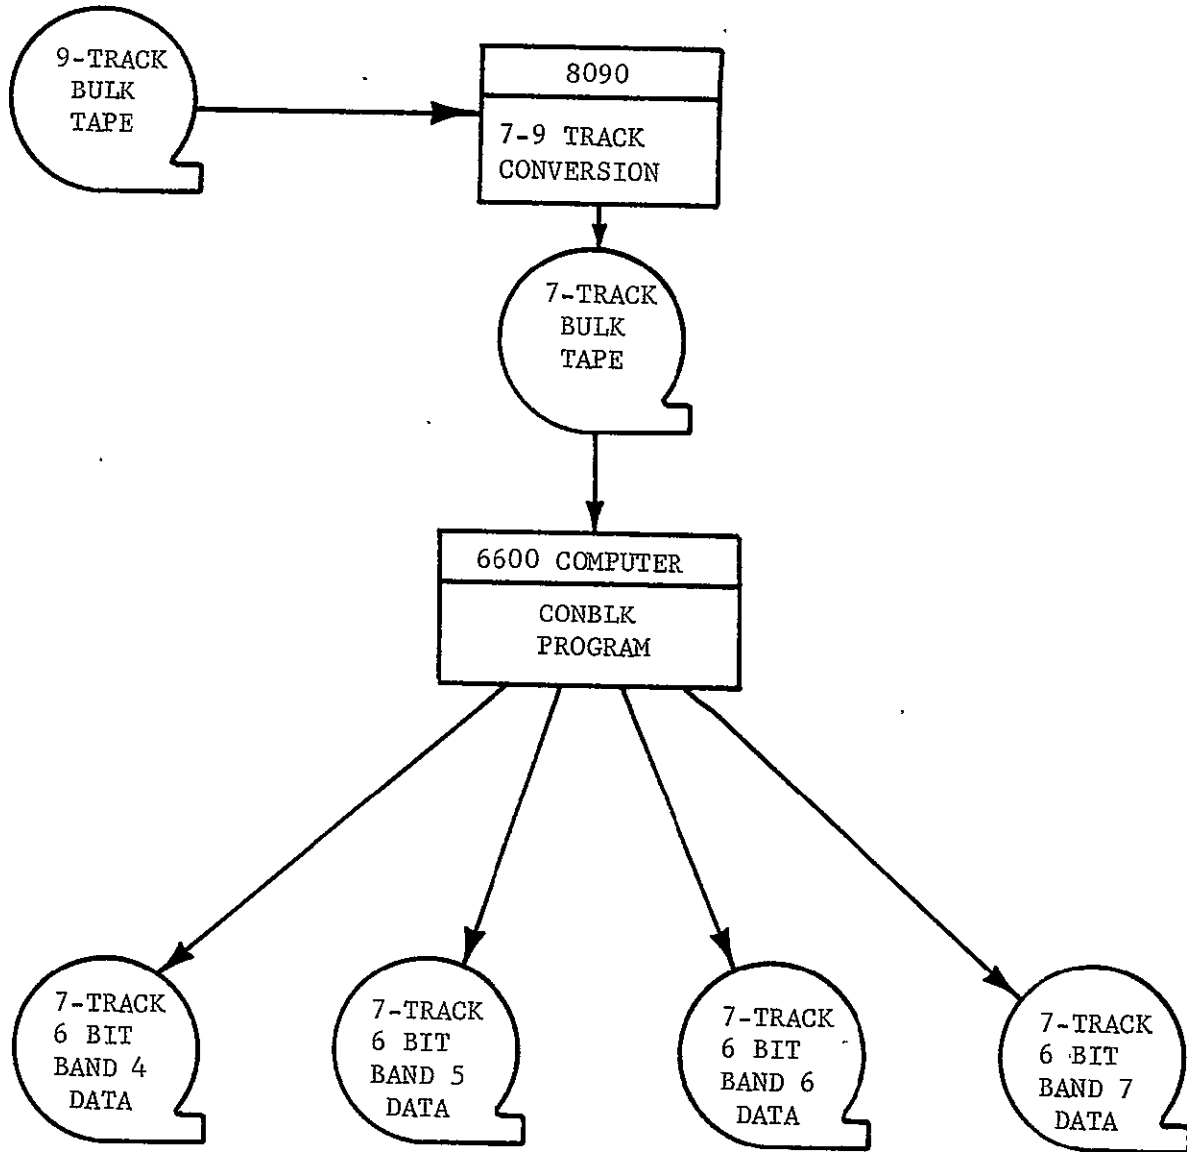 9-TRACK
BULK
TAPE
8090
7-9 TRACK
CONVERSION
7-TRACK
BULK
TAPE
6600 COMPUTER
CONBLK
PROGRAM
7-TRACK
6 BIT
BAND 4
DATA
7-TRACK
6 BIT
BAND 5
DATA
7-TRACK
6 BIT
BAND 6
DATA
7-TRACK
6 BIT
BAND 7
DATA